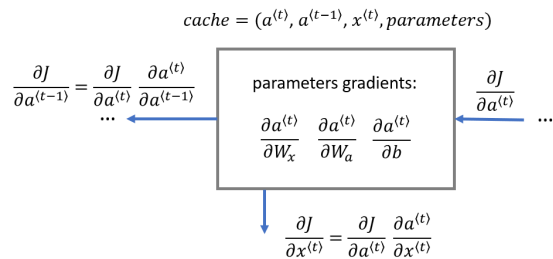 cache = (a^{⟨t⟩}, a^{⟨t−1⟩}, x^{⟨t⟩}, parameters)
∂J/∂a^{⟨t−1⟩} = ∂J/∂a^{⟨t⟩} ∂a^{⟨t⟩}/∂a^{⟨t−1⟩}
...
parameters gradients:
∂a^{⟨t⟩}/∂W_x ∂a^{⟨t⟩}/∂W_a ∂a^{⟨t⟩}/∂b
∂J/∂a^{⟨t⟩}
...
∂J/∂x^{⟨t⟩} = ∂J/∂a^{⟨t⟩} ∂a^{⟨t⟩}/∂x^{⟨t⟩}